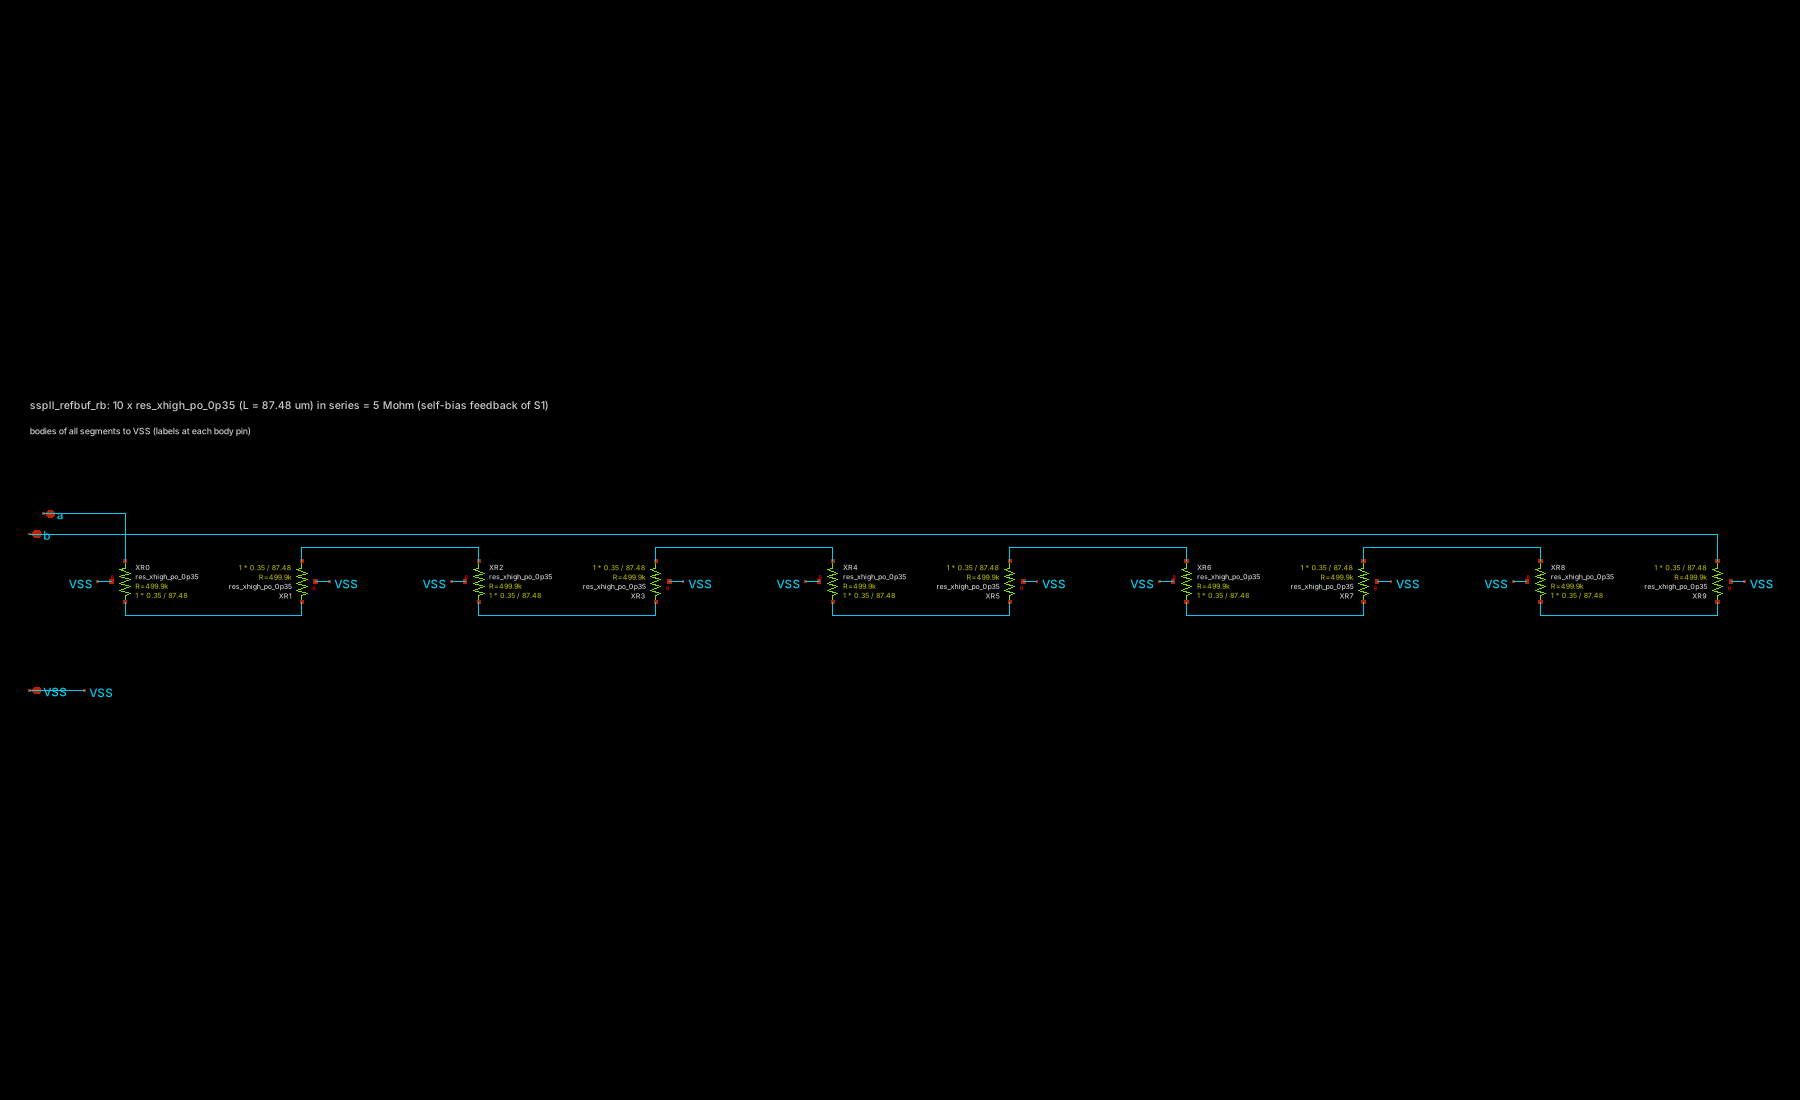 sspll_refbuf_rb: 10 x res_xhigh_po_0p35 (L = 87.48 um) in series = 5 Mohm (self-bias feedback of S1)
bodies of all segments to VSS (labels at each body pin)
a
b
VSS
XR0
res_xhigh_po_0p35
R=499.9k
1 * 0.35 / 87.48
1 * 0.35 / 87.48
R=499.9k
res_xhigh_po_0p35
XR1
VSS
VSS
XR2
res_xhigh_po_0p35
R=499.9k
1 * 0.35 / 87.48
1 * 0.35 / 87.48
R=499.9k
res_xhigh_po_0p35
XR3
VSS
VSS
XR4
res_xhigh_po_0p35
R=499.9k
1 * 0.35 / 87.48
1 * 0.35 / 87.48
R=499.9k
res_xhigh_po_0p35
XR5
VSS
VSS
XR6
res_xhigh_po_0p35
R=499.9k
1 * 0.35 / 87.48
1 * 0.35 / 87.48
R=499.9k
res_xhigh_po_0p35
XR7
VSS
VSS
XR8
res_xhigh_po_0p35
R=499.9k
1 * 0.35 / 87.48
1 * 0.35 / 87.48
R=499.9k
res_xhigh_po_0p35
XR9
VSS
VSS
VSS